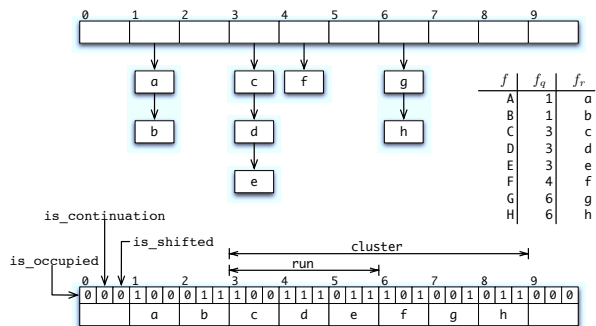 0 1 2 3 4 5 6 7 8 9
a c f g
b d h
e
f f_q f_r
A 1 a
B 1 b
C 3 c
D 3 d
E 3 e
F 4 f
G 6 g
H 6 h
is_continuation
is_shifted
is_occupied
cluster
run
0 1 2 3 4 5 6 7 8 9
0 0 0 1 0 0 0 1 1 1 0 0 1 1 1 0 1 1 1 0 1 0 0 1 0 1 1 0 0 0
a b c d e f g h